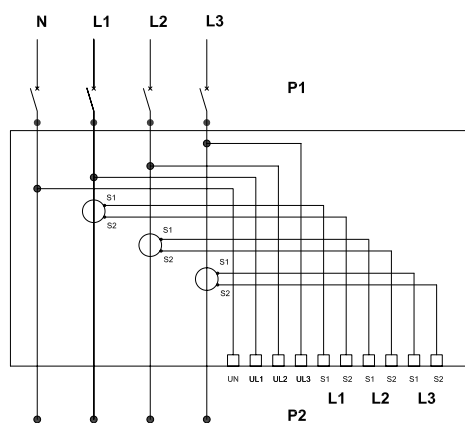 N L1 L2 L3
P1
S1
S2
S1
S2
S1
S2
UN UL1 UL2 UL3 S1 S2 S1 S2 S1 S2
L1 L2 L3
P2